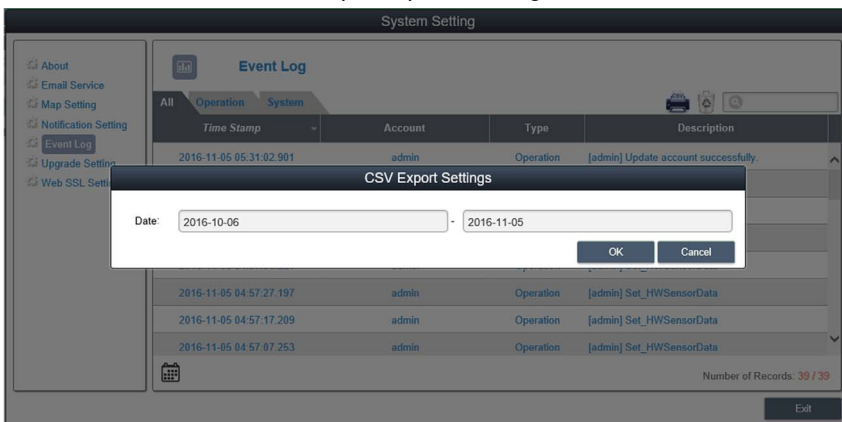 System Setting
About
Email Service
Map Setting
Notification Setting
Event Log
Upgrade Setting
Web SSL Setti
Event Log
All Operation System
Time Stamp Account Type Description
2016-11-05 05:31:02.901 admin Operation [admin] Update account successfully.
CSV Export Settings
Date: 2016-10-06 - 2016-11-05
OK Cancel
2016-11-05 04:57:27.197 admin Operation [admin] Set_HWSensorData
2016-11-05 04:57:17.209 admin Operation [admin] Set_HWSensorData
2016-11-05 04:57:07.253 admin Operation [admin] Set_HWSensorData
Number of Records: 39 / 39
Exit